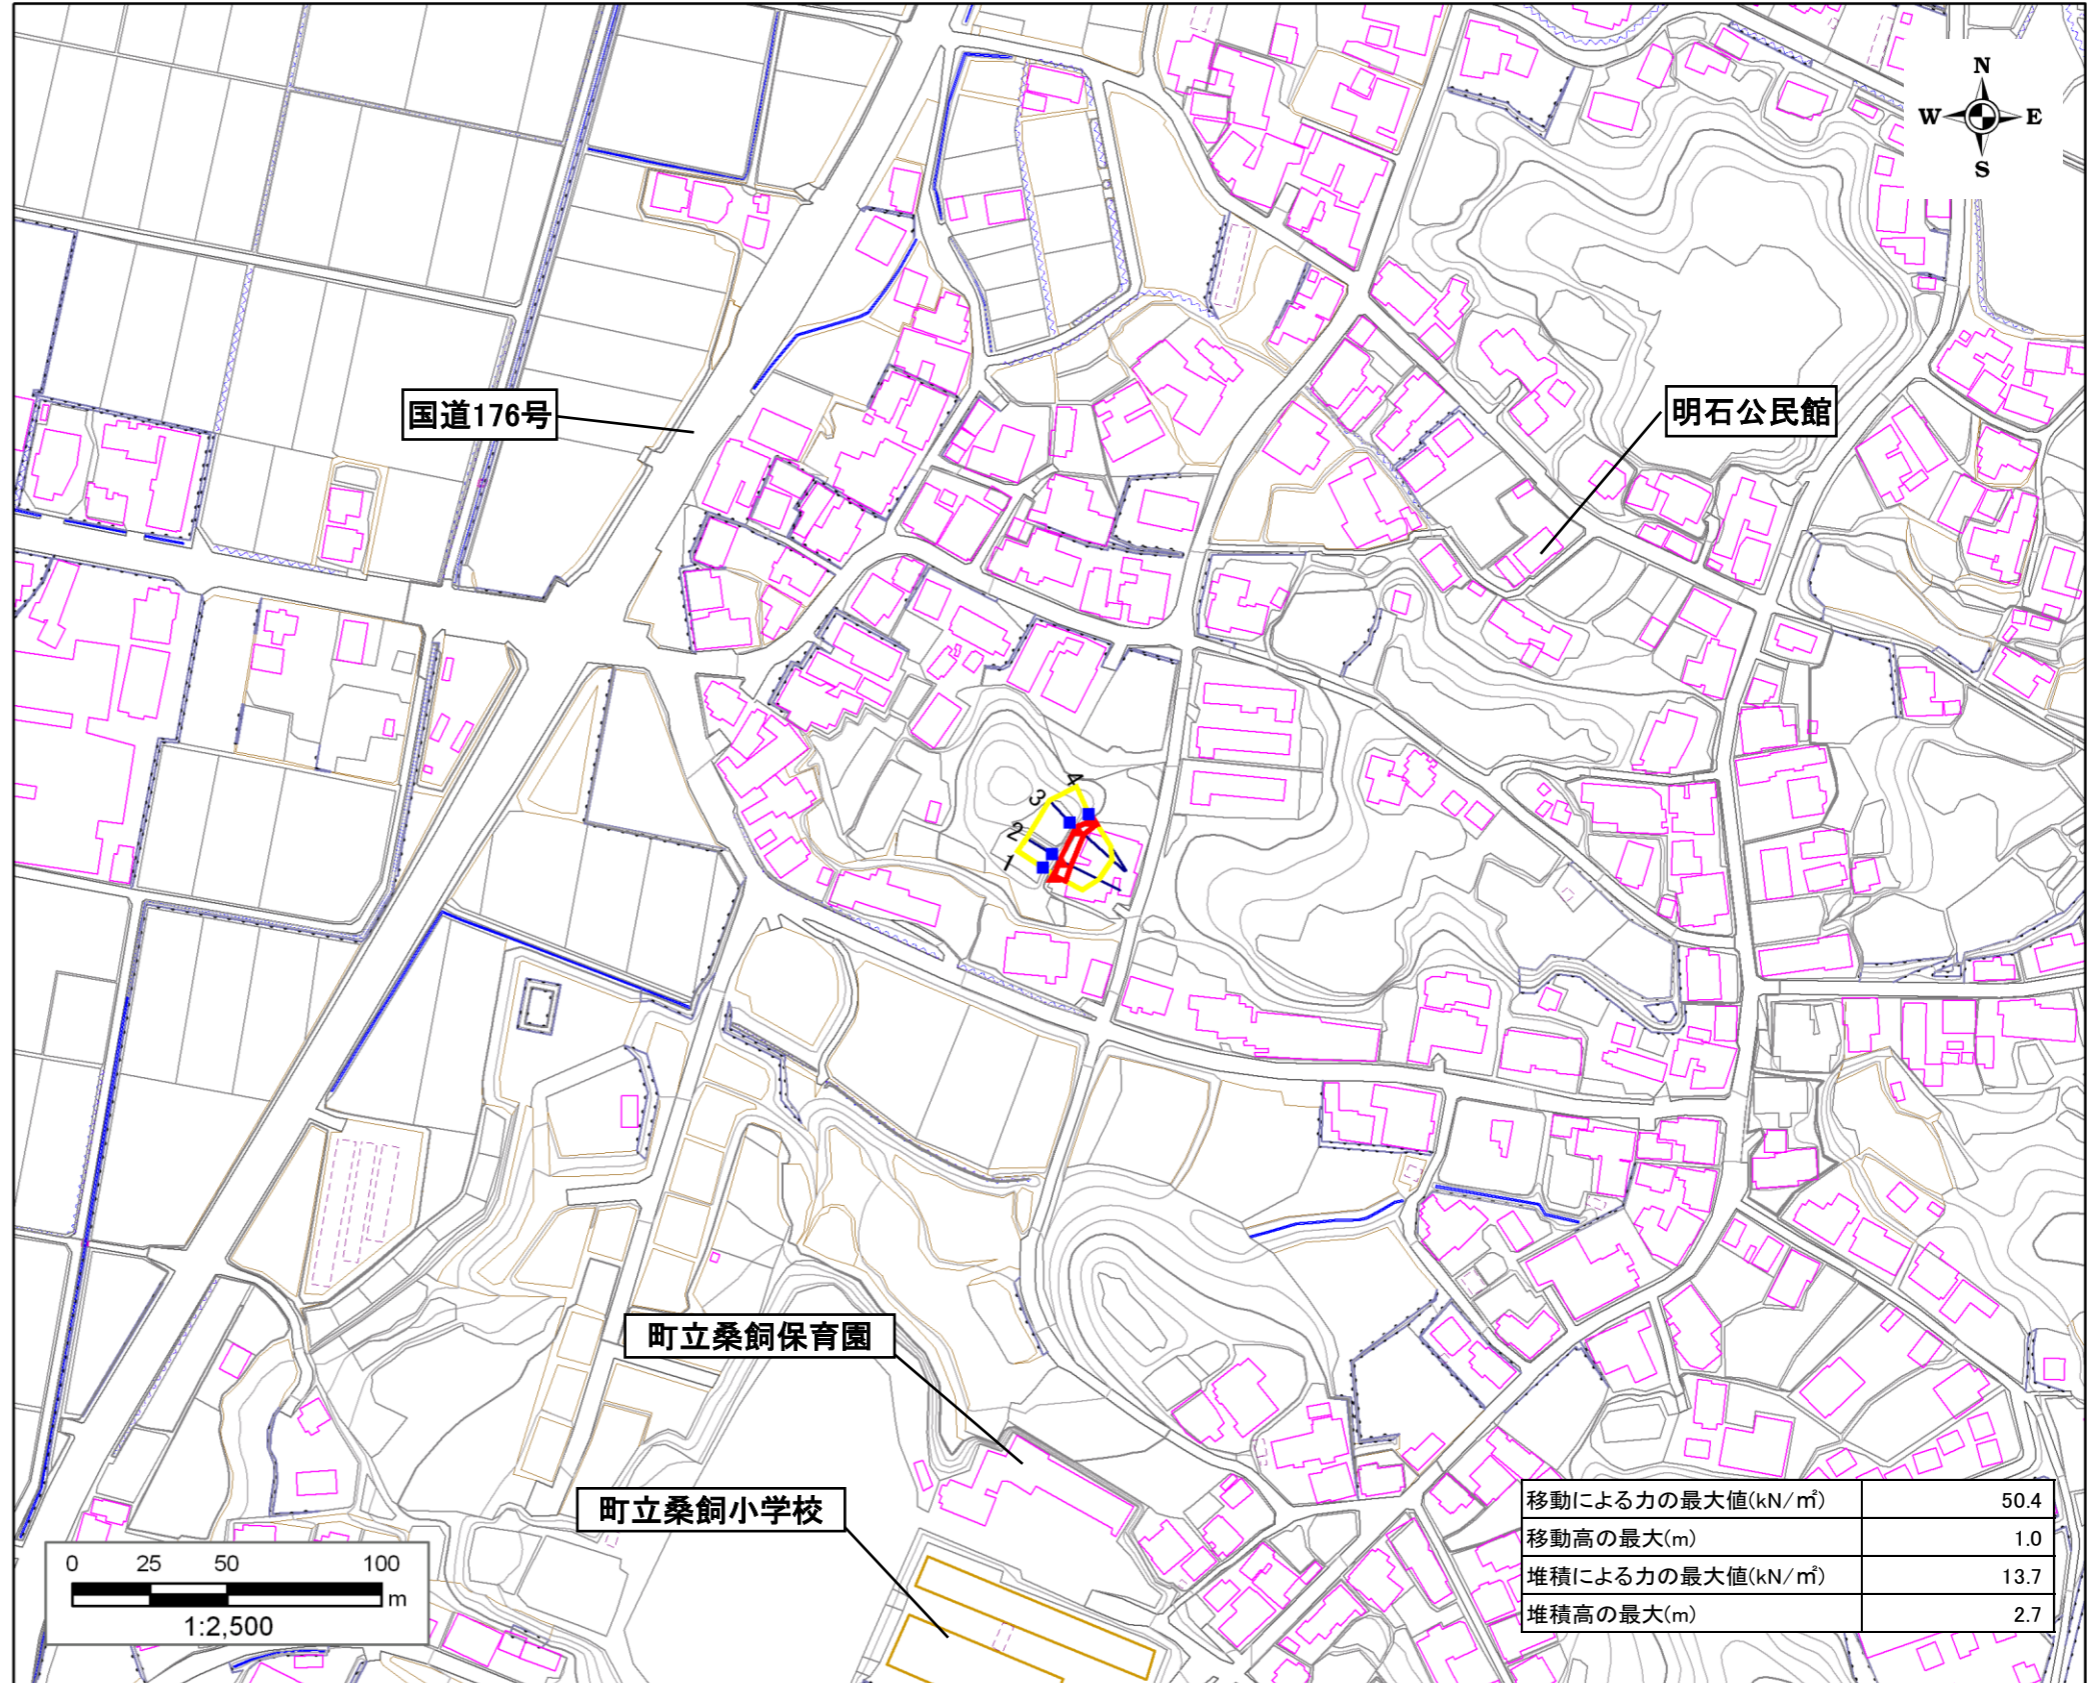 N
W E
S
国道176号
明石公民館
4
3
2
1
町立桑飼保育園
町立桑飼小学校
移動による力の最大値(kN/㎡) 50.4
移動高の最大(m) 1.0
堆積による力の最大値(kN/㎡) 13.7
堆積高の最大(m) 2.7
0 25 50 100
m
1:2,500